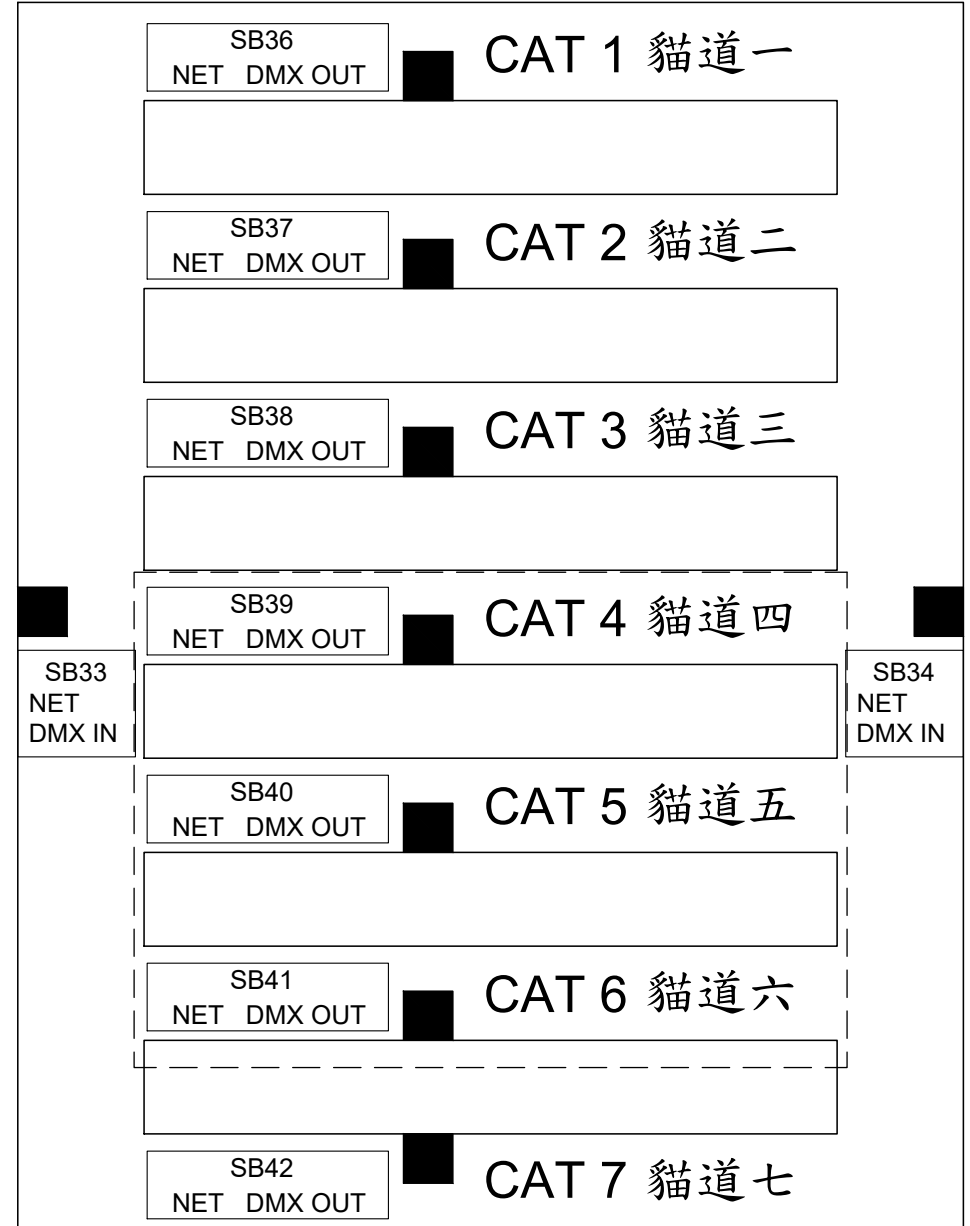 SB36
NET DMX OUT
CAT 1 貓道一
SB37
NET DMX OUT
CAT 2 貓道二
SB38
NET DMX OUT
CAT 3 貓道三
SB39
NET DMX OUT
CAT 4 貓道四
SB33
NET
DMX IN
SB34
NET
DMX IN
SB40
NET DMX OUT
CAT 5 貓道五
SB41
NET DMX OUT
CAT 6 貓道六
SB42
NET DMX OUT
CAT 7 貓道七